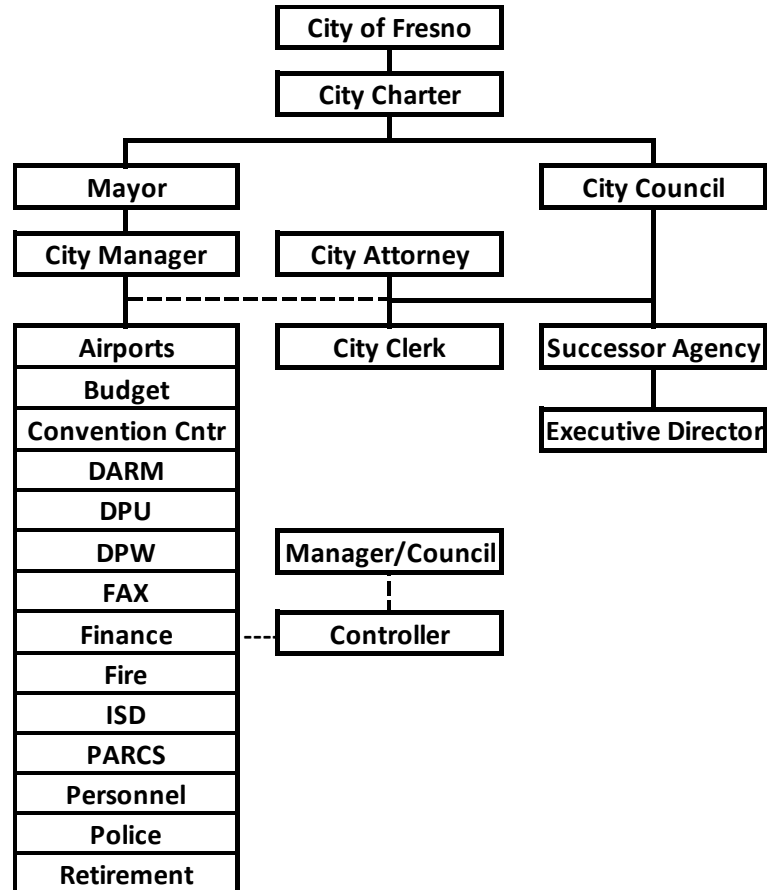 City of Fresno
City Charter
Mayor
City Council
City Manager
City Attorney
City Clerk
Successor Agency
Executive Director
Airports
Budget
Convention Cntr
DARM
DPU
DPW
FAX
Finance
Fire
ISD
PARCS
Personnel
Police
Retirement
Manager/Council
Controller